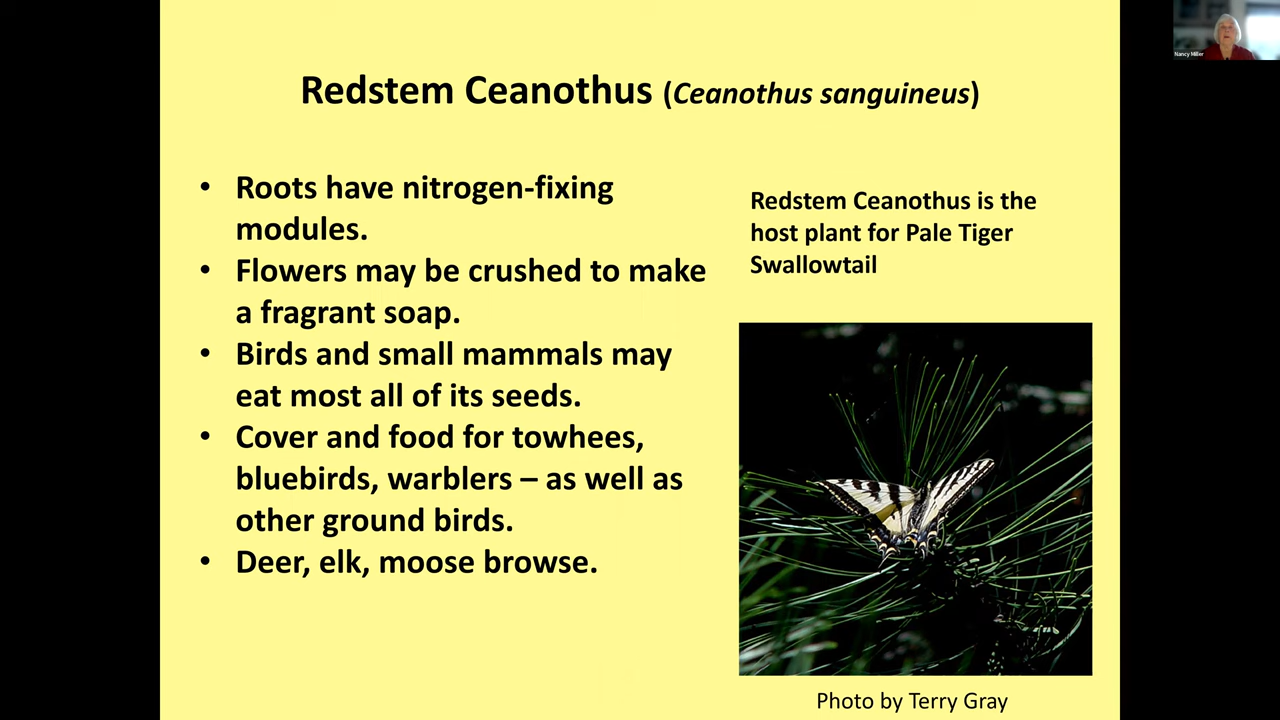 Redstem Ceanothus (Ceanothus sanguineus)
• Roots have nitrogen-fixing
modules.
• Flowers may be crushed to make
a fragrant soap.
• Birds and small mammals may
eat most all of its seeds.
• Cover and food for towhees,
bluebirds, warblers – as well as
other ground birds.
• Deer, elk, moose browse.
Redstem Ceanothus is the
host plant for Pale Tiger
Swallowtail
Photo by Terry Gray
Nancy Miller